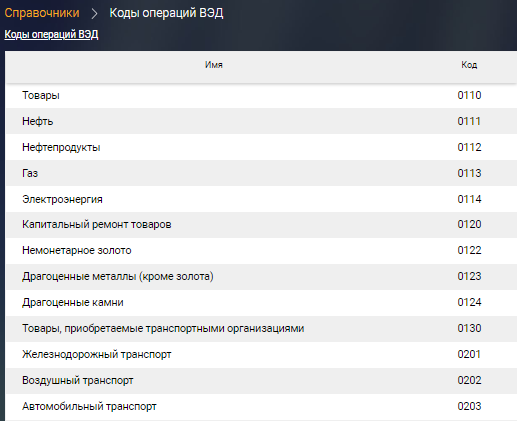 Справочники > Коды операций ВЭД
Коды операций ВЭД
Имя Код
Товары 0110
Нефть 0111
Нефтепродукты 0112
Газ 0113
Электроэнергия 0114
Капитальный ремонт товаров 0120
Немонетарное золото 0122
Драгоценные металлы (кроме золота) 0123
Драгоценные камни 0124
Товары, приобретаемые транспортными организациями 0130
Железнодорожный транспорт 0201
Воздушный транспорт 0202
Автомобильный транспорт 0203